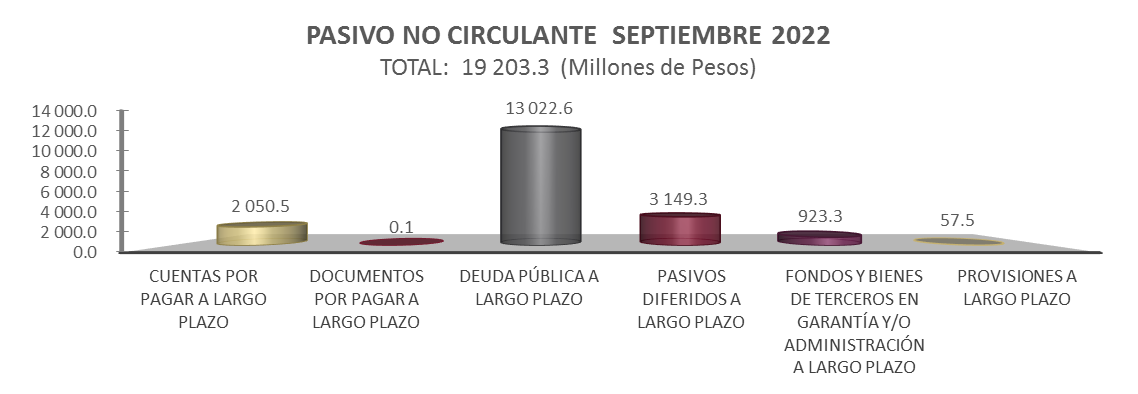 PASIVO NO CIRCULANTE SEPTIEMBRE 2022
TOTAL: 19 203.3 (Millones de Pesos)
14 000.0
12 000.0
10 000.0
8 000.0
6 000.0
4 000.0
2 000.0
0.0
2 050.5
0.1
13 022.6
3 149.3
923.3
57.5
CUENTAS POR
PAGAR A LARGO
PLAZO
DOCUMENTOS
POR PAGAR A
LARGO PLAZO
DEUDA PÚBLICA A
LARGO PLAZO
PASIVOS
DIFERIDOS A
LARGO PLAZO
FONDOS Y BIENES
DE TERCEROS EN
GARANTÍA Y/O
ADMINISTRACIÓN
A LARGO PLAZO
PROVISIONES A
LARGO PLAZO